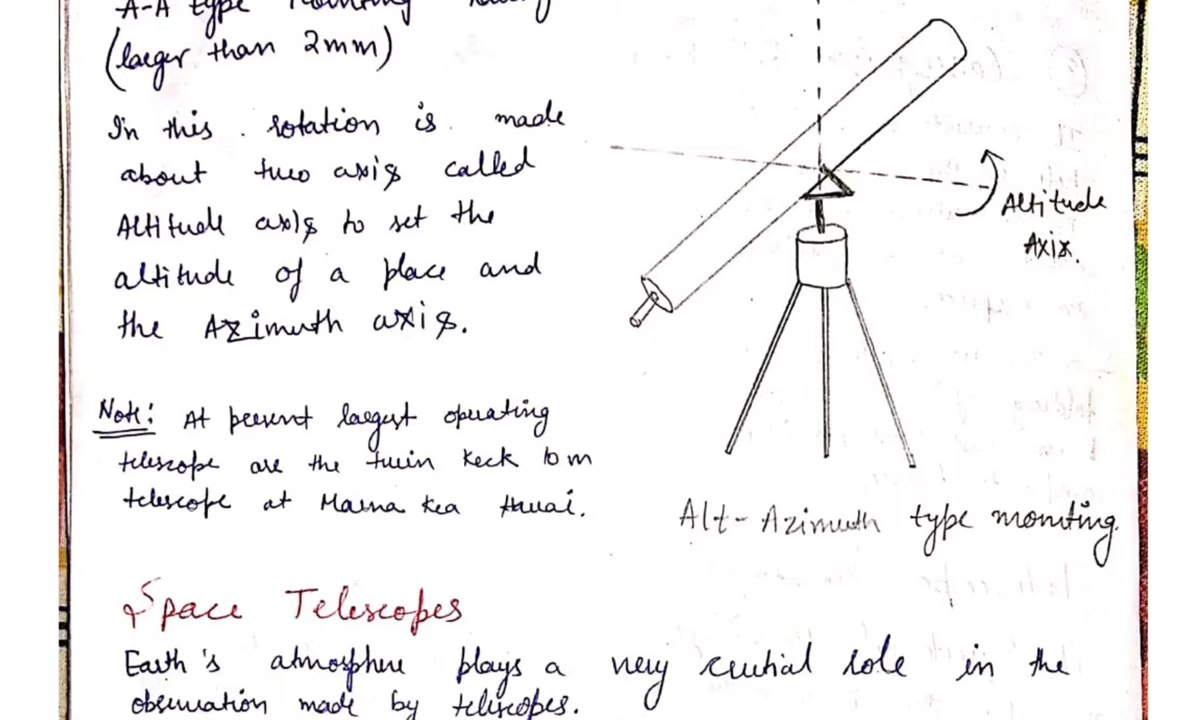 A-A type
(larger than 2mm)
In this . rotation is . made
about two axis called
Altitude axis to set the
altitude of a place and
the Azimuth axis.
Altitude
Axis.
Note: At present largest operating
telescope are the twin Keck 10 m
telescope at Mauna Kea Hawai.
Alt-Azimuth type mounting.
Space Telescopes
Earth's atmosphere plays a very crutial role in the
observation made by telescopes.